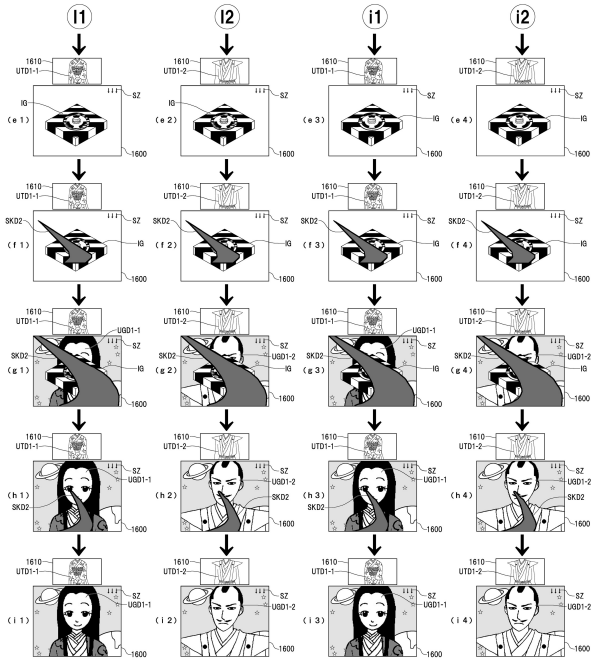 I1 I2 i1 i2
1610 1610 1610 1610
UTD1-1 UTD1-2 UTD1-1 UTD1-2
SZ SZ SZ SZ
IG IG IG IG
(e1) (e2) (e3) (e4)
1600 1600 1600 1600
1610 1610 1610 1610
UTD1-1 UTD1-2 UTD1-1 UTD1-2
SKD2 SZ SKD2 SZ SKD2 SZ SKD2 SZ
(f1) IG (f2) IG (f3) IG (f4) IG
1600 1600 1600 1600
1610 1610 1610 1610
UTD1-1 UTD1-2 UTD1-1 UTD1-2
UGD1-1 UGD1-1
SZ SZ SZ SZ
SKD2 SKD2 UGD1-2 SKD2 SKD2 UGD1-2
(g1) IG (g2) IG (g3) IG (g4) IG
1600 1600 1600 1600
1610 1610 1610 1610
UTD1-1 UTD1-2 UTD1-1 UTD1-2
SZ SZ SZ SZ
UGD1-1 UGD1-2 UGD1-1 UGD1-2
(h1) (h2) (h3) (h4)
SKD2 SKD2 SKD2 SKD2
1600 1600 1600 1600
1610 1610 1610 1610
UTD1-1 UTD1-2 UTD1-1 UTD1-2
SZ SZ SZ SZ
UGD1-1 UGD1-2 UGD1-1 UGD1-2
(i1) (i2) (i3) (i4)
1600 1600 1600 1600